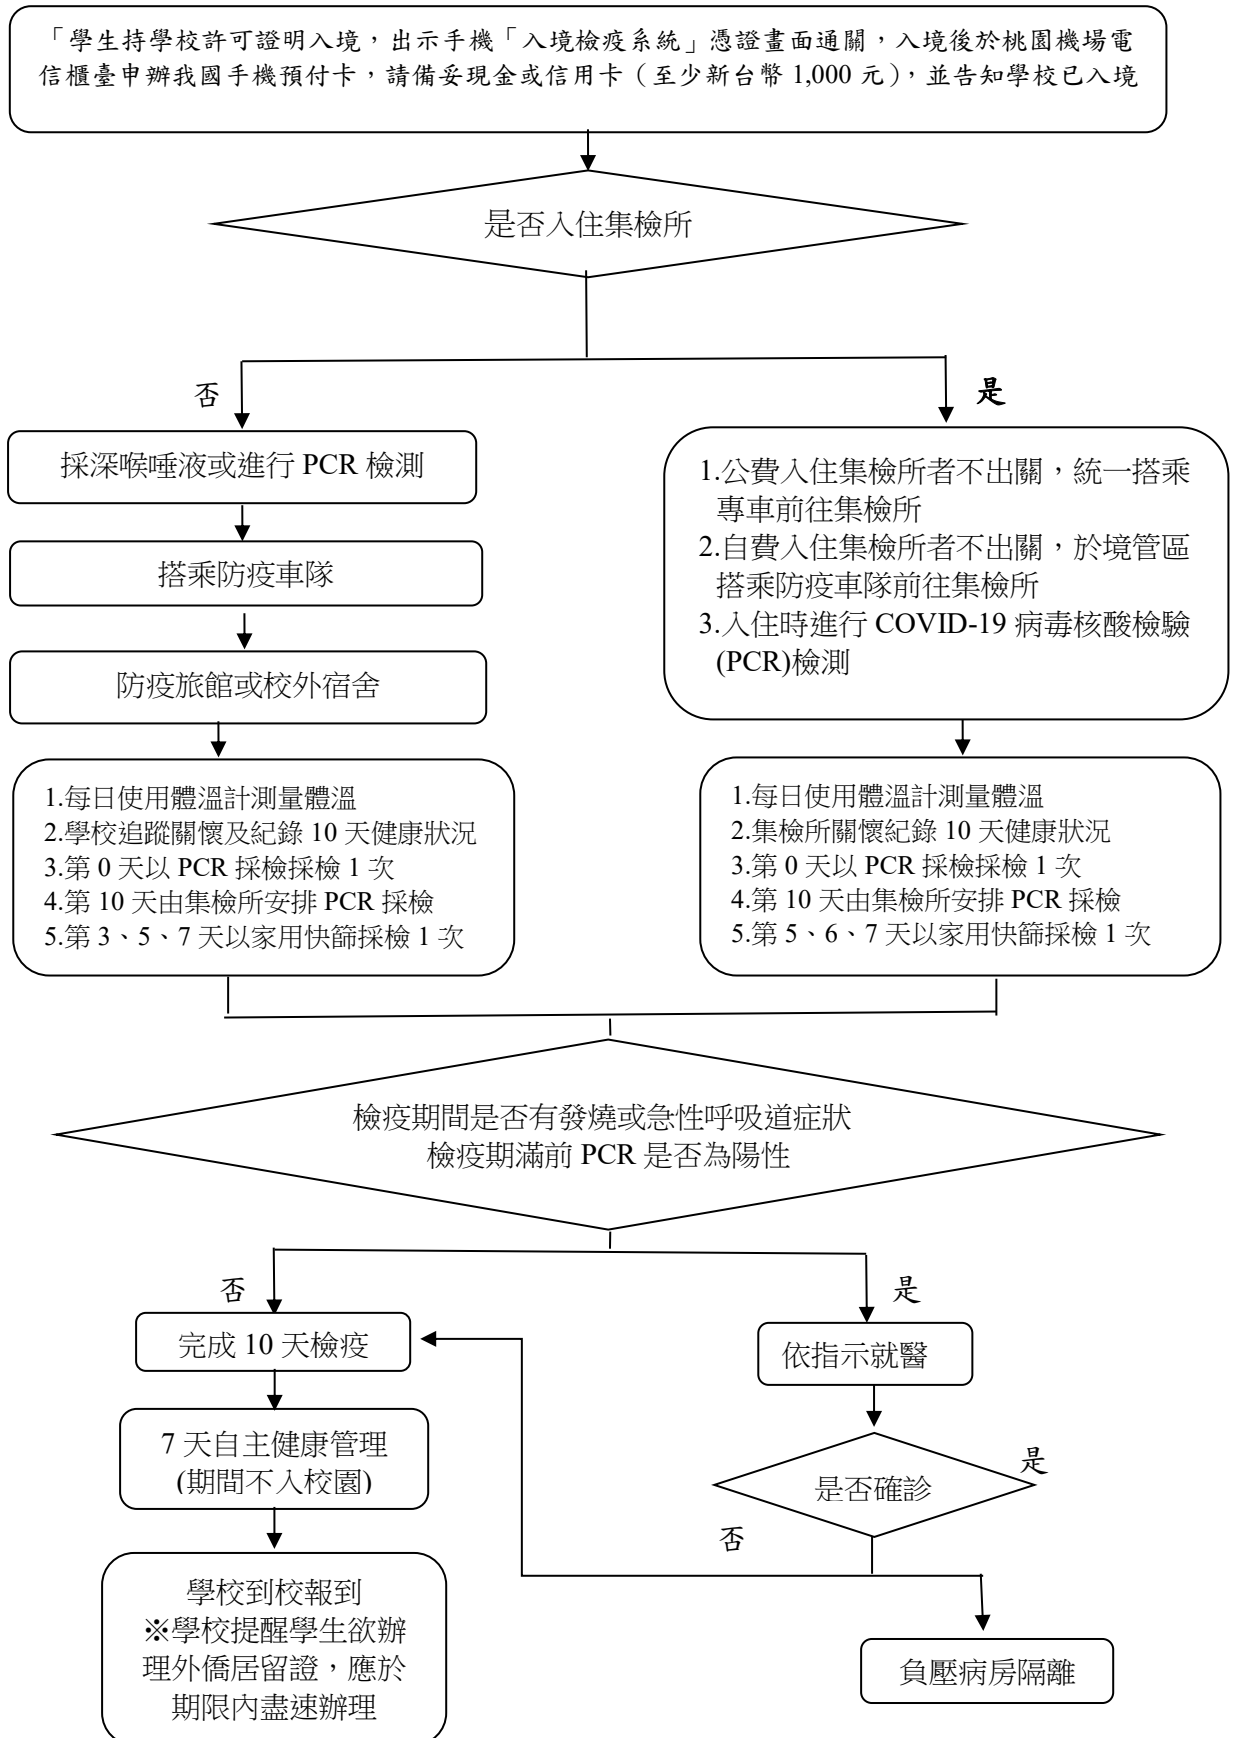 「學生持學校許可證明入境，出示手機「入境檢疫系統」憑證畫面通關，入境後於桃園機場電
信櫃臺申辦我國手機預付卡，請備妥現金或信用卡（至少新台幣 1,000 元），並告知學校已入境
是否入住集檢所
否
是
採深喉唾液或進行 PCR 檢測
搭乘防疫車隊
防疫旅館或校外宿舍
1.每日使用體溫計測量體溫
2.學校追蹤關懷及紀錄 10 天健康狀況
3.第 0 天以 PCR 採檢採檢 1 次
4.第 10 天由集檢所安排 PCR 採檢
5.第 3、5、7 天以家用快篩採檢 1 次
1.公費入住集檢所者不出關，統一搭乘
專車前往集檢所
2.自費入住集檢所者不出關，於境管區
搭乘防疫車隊前往集檢所
3.入住時進行 COVID-19 病毒核酸檢驗
(PCR)檢測
1.每日使用體溫計測量體溫
2.集檢所關懷紀錄 10 天健康狀況
3.第 0 天以 PCR 採檢採檢 1 次
4.第 10 天由集檢所安排 PCR 採檢
5.第 5、6、7 天以家用快篩採檢 1 次
檢疫期間是否有發燒或急性呼吸道症狀
檢疫期滿前 PCR 是否為陽性
否
是
完成 10 天檢疫
7 天自主健康管理
(期間不入校園)
學校到校報到
※學校提醒學生欲辦
理外僑居留證，應於
期限內盡速辦理
依指示就醫
是否確診
是
否
負壓病房隔離